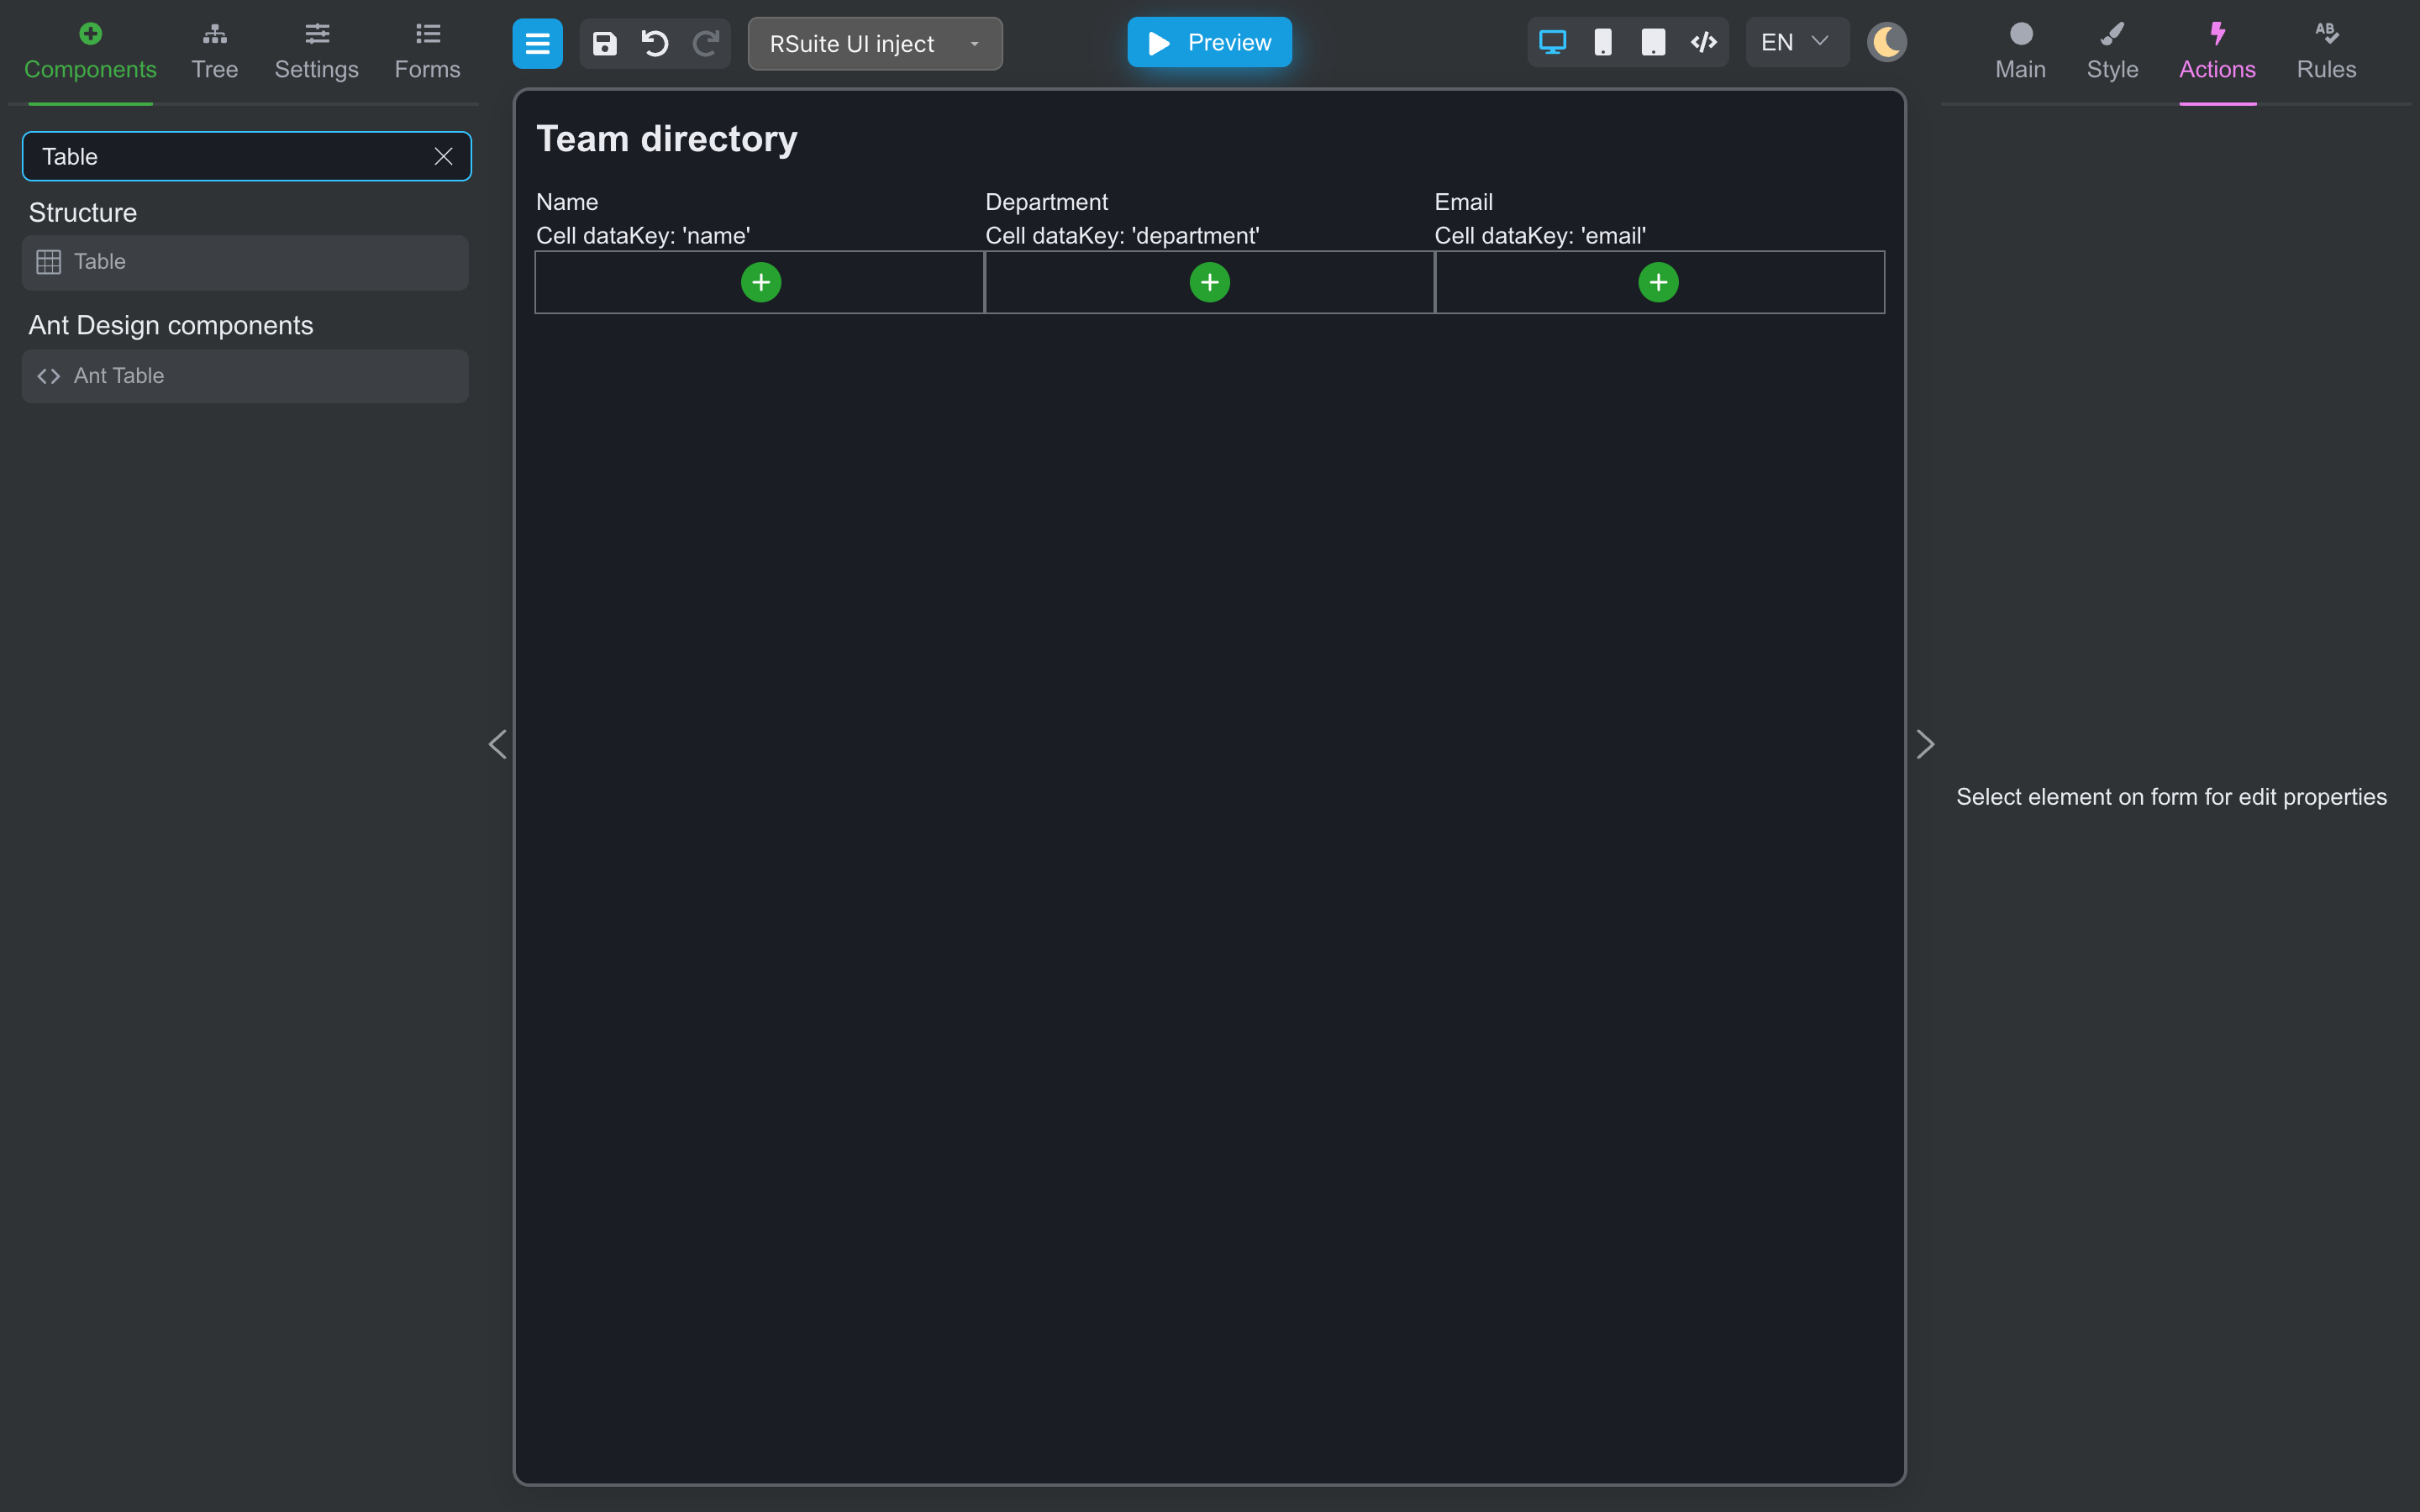 Components Tree Settings Forms
RSuite UI inject
Preview
EN
Main Style Actions Rules
Table
Structure
Table
Ant Design components
Ant Table
Team directory
Name Department Email
Cell dataKey: 'name' Cell dataKey: 'department' Cell dataKey: 'email'
Select element on form for edit properties